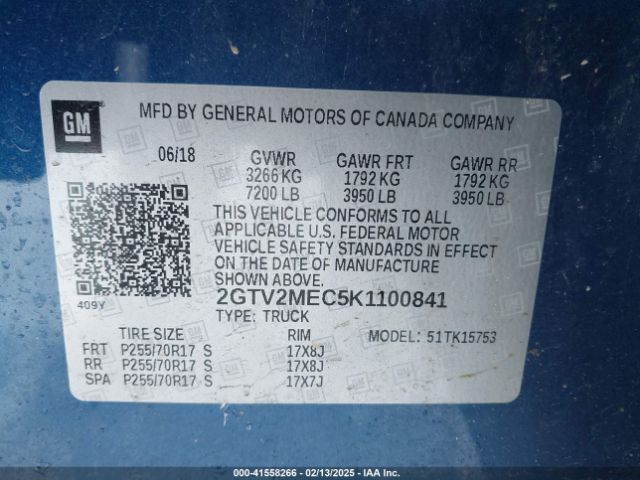 GM
MFD BY GENERAL MOTORS OF CANADA COMPANY
06/18 GVWR GAWR FRT GAWR RR
3266 KG 1792 KG 1792 KG
7200 LB 3950 LB 3950 LB
THIS VEHICLE CONFORMS TO ALL
APPLICABLE U.S. FEDERAL MOTOR
VEHICLE SAFETY STANDARDS IN EFFECT
ON THE DATE OF MANUFACTURE
SHOWN ABOVE.
409Y 2GTV2MEC5K1100841
TYPE: TRUCK
TIRE SIZE RIM MODEL: 51TK15753
FRT P255/70R17 S 17X8J
RR P255/70R17 S 17X8J
SPA P255/70R17 S 17X7J
000-41558266 - 02/13/2025 - IAA Inc.